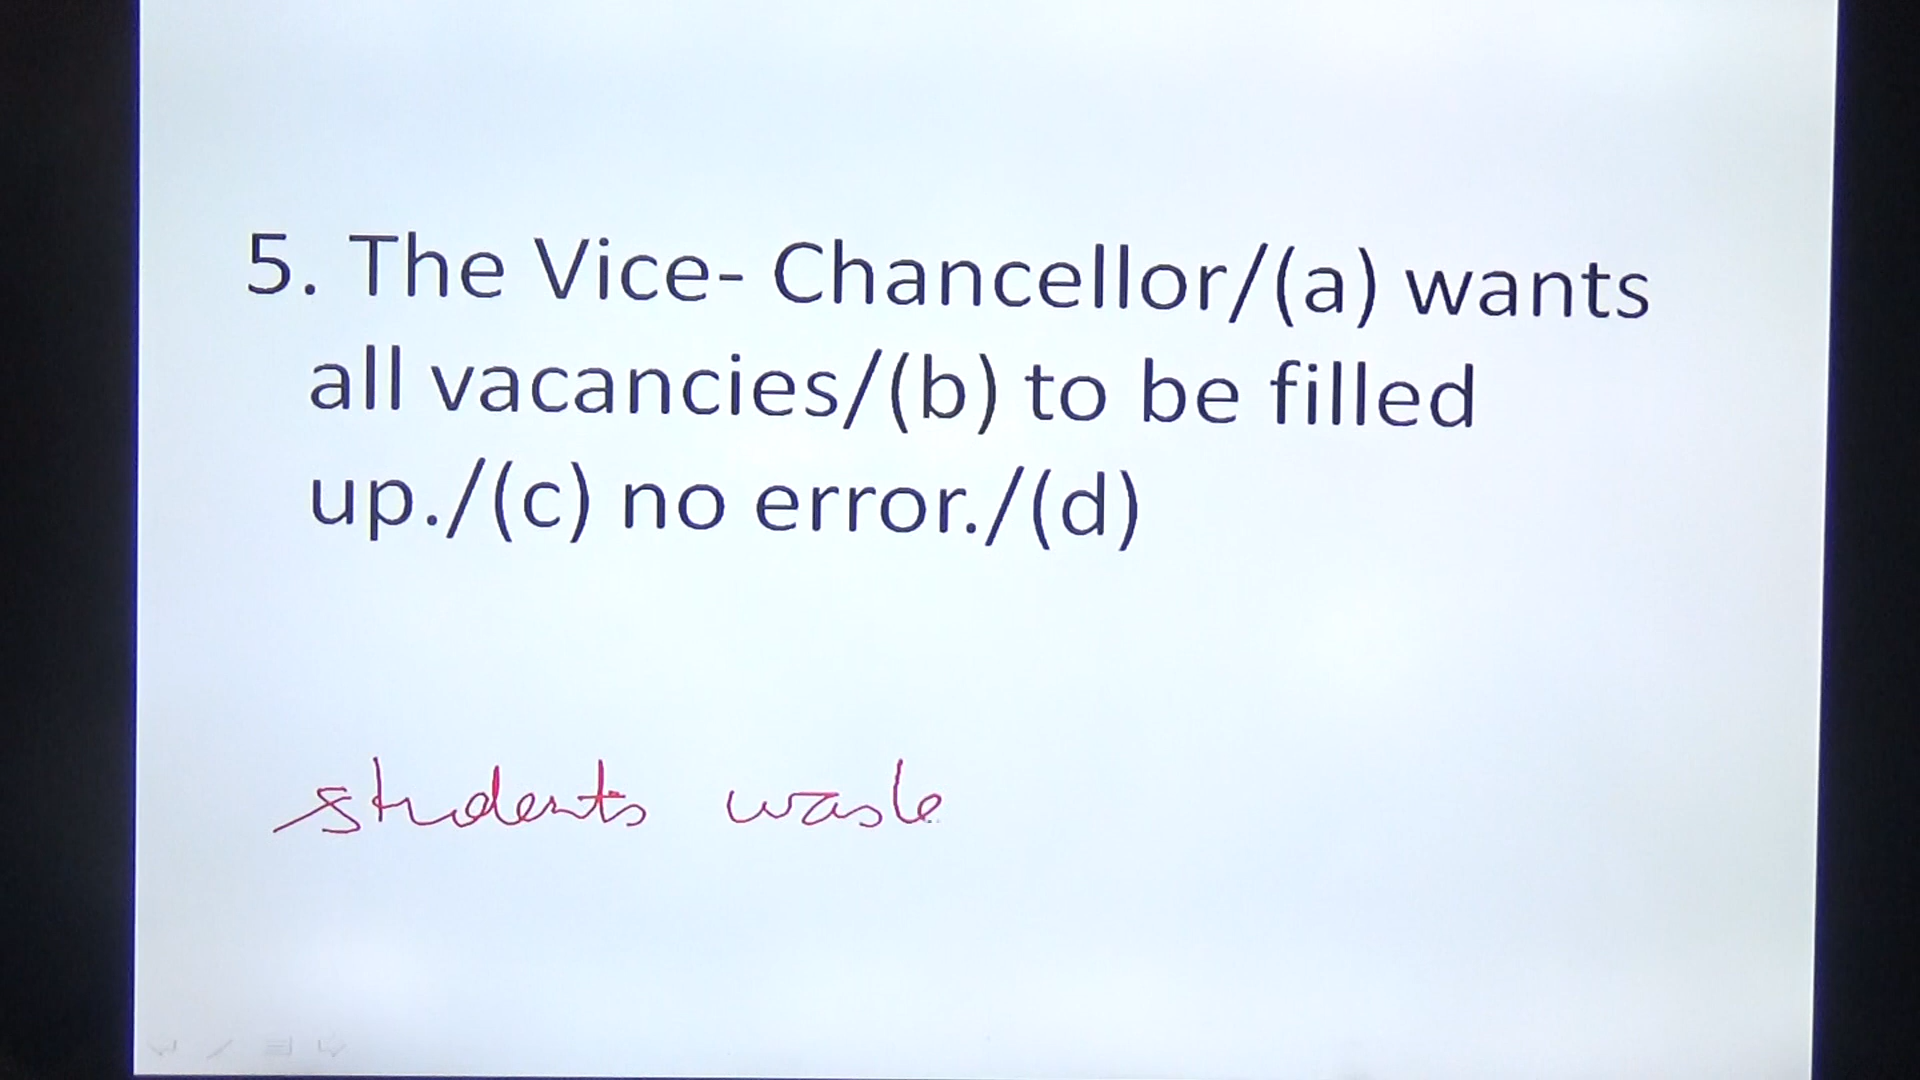 5. The Vice- Chancellor/(a) wants
all vacancies/(b) to be filled
up./(c) no error./(d)
students waste